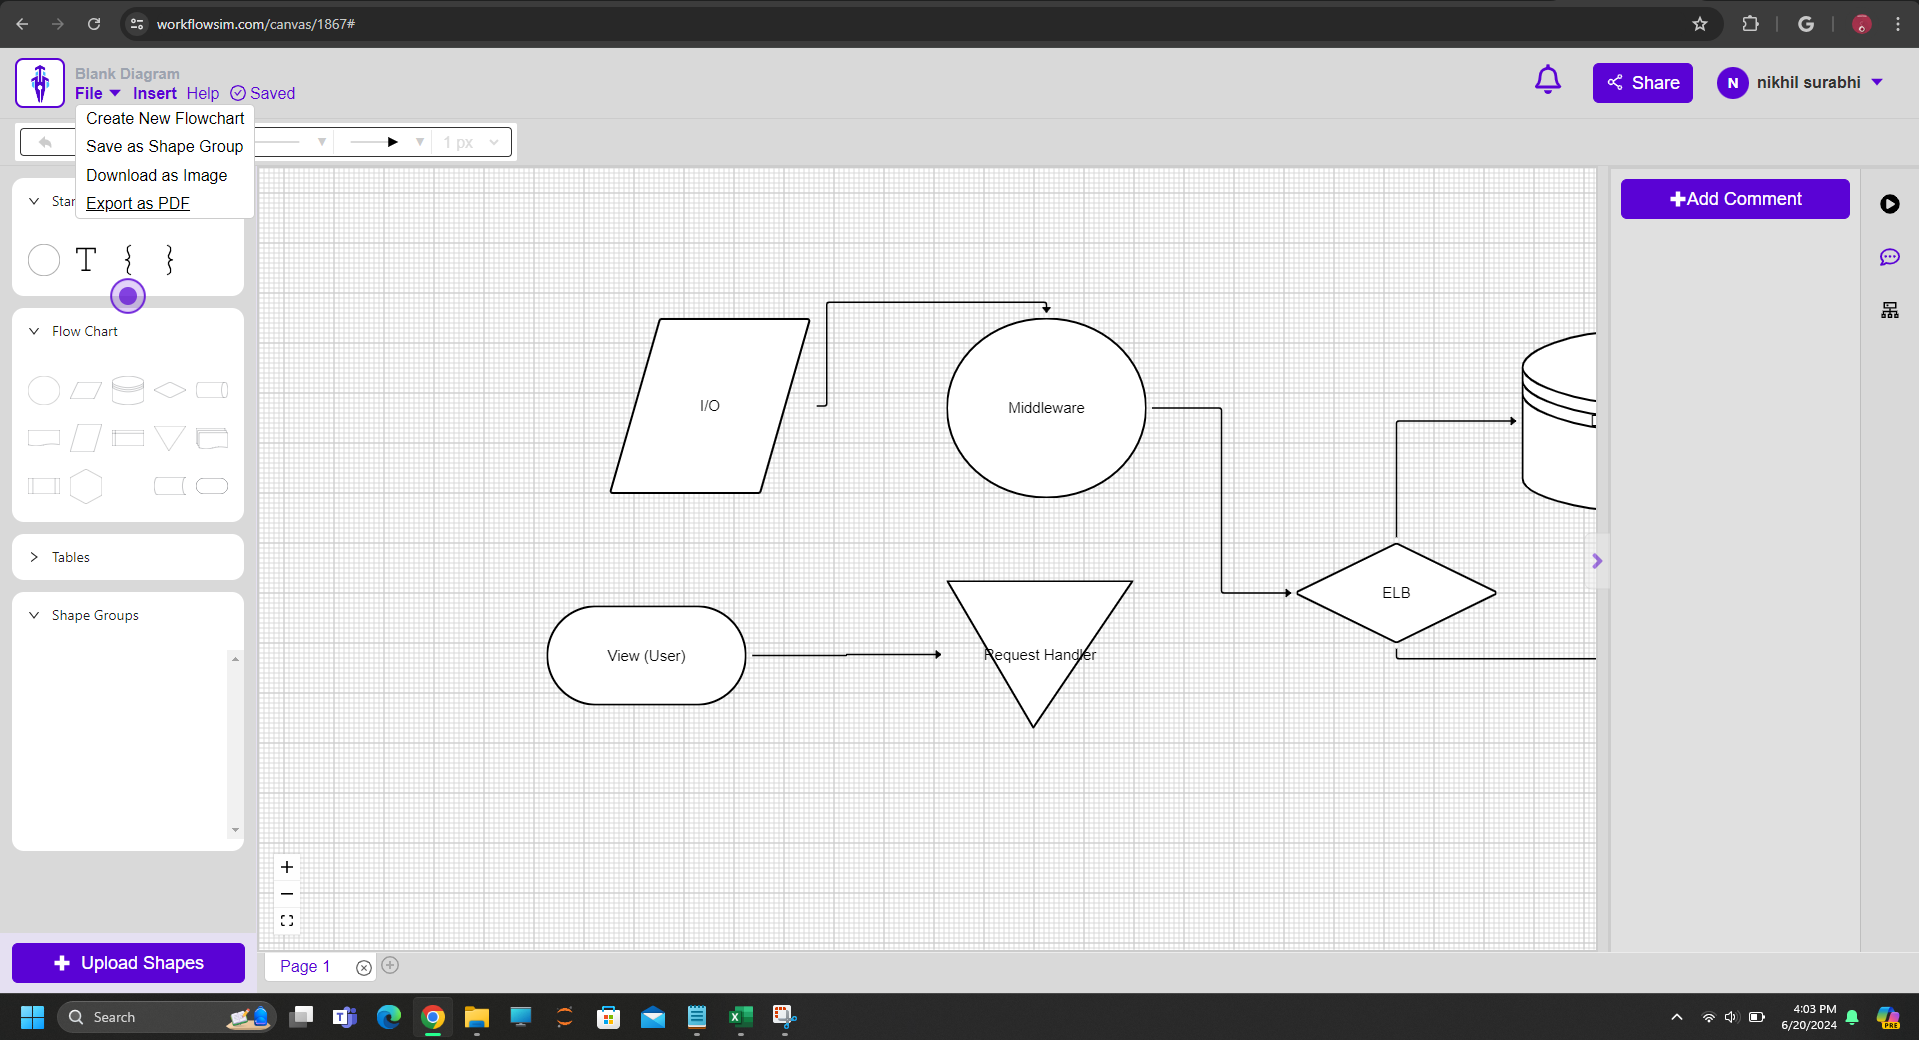 workflowsim.com/canvas/1867#
Blank Diagram
File Insert Help Saved
Share
N nikhil surabhi
Create New Flowchart
Save as Shape Group
Download as Image
Export as PDF
1 px
Star
T { }
Flow Chart
Tables
Shape Groups
Upload Shapes
I/O
Middleware
ELB
View (User)
Request Handler
Add Comment
Page 1
Search
4:03 PM
6/20/2024
PRE